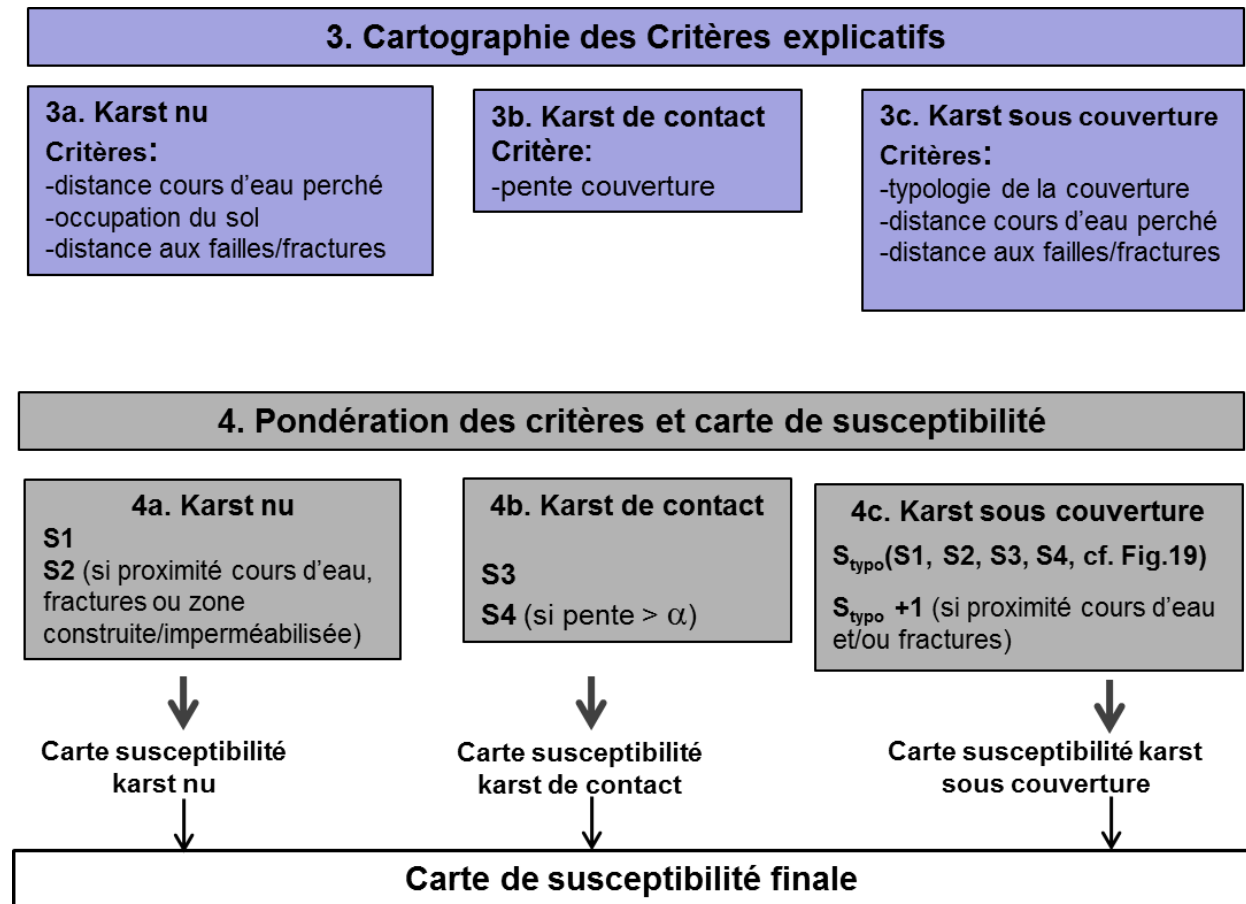 3. Cartographie des Critères explicatifs
3a. Karst nu
Critères:
-distance cours d'eau perché
-occupation du sol
-distance aux failles/fractures
3b. Karst de contact
Critère:
-pente couverture
3c. Karst sous couverture
Critères:
-typologie de la couverture
-distance cours d'eau perché
-distance aux failles/fractures
4. Pondération des critères et carte de susceptibilité
4a. Karst nu
S1
S2 (si proximité cours d'eau,
fractures ou zone
construite/imperméabilisée)
4b. Karst de contact
S3
S4 (si pente > α)
4c. Karst sous couverture
Stypo(S1, S2, S3, S4, cf. Fig.19)
Stypo +1 (si proximité cours d'eau
et/ou fractures)
Carte susceptibilité
karst nu
Carte susceptibilité
karst de contact
Carte susceptibilité karst
sous couverture
Carte de susceptibilité finale